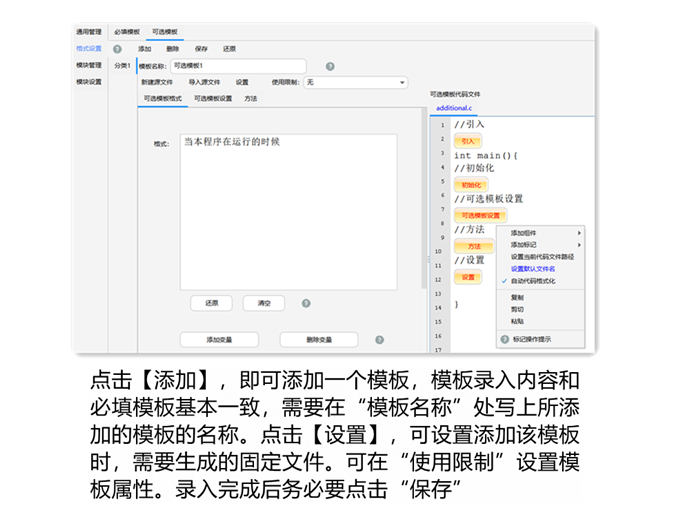 通用管理 必填模板 可选模板
格式设置 添加 删除 保存 还原
模块管理 分类1 模板名称: 可选模板1
模块设置 新建源文件 导入源文件 设置 使用限制: 无
可选模板格式 可选模板设置 方法
格式: 当本程序在运行的时候
还原 清空
添加变量 删除变量
可选模板代码文件
additional.c
1 //引入
2 引入
3 int main(){
4 //初始化
5 初始化
6 //可选模板设置
7 可选模板设置
8 //方法
9
10 方法
11 //设置
12 设置
13
14 }
15
16
17
添加组件
添加标记
设置当前代码文件路径
设置默认文件名
自动代码格式化
复制
剪切
粘贴
标记操作提示
点击【添加】，即可添加一个模板，模板录入内容和
必填模板基本一致，需要在“模板名称”处写上所添
加的模板的名称。点击【设置】，可设置添加该模板
时，需要生成的固定文件。可在“使用限制”设置模
板属性。录入完成后务必要点击“保存”